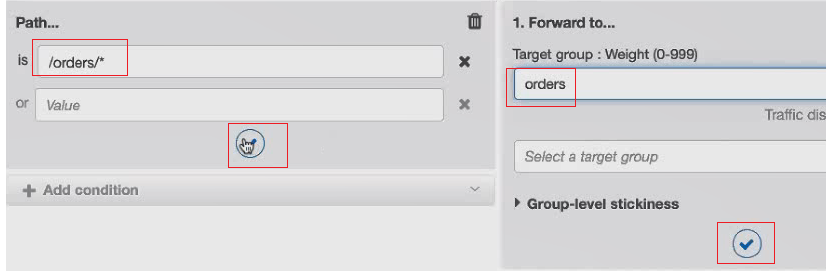 Path...
is /orders/*
or Value
Add condition
1. Forward to...
Target group : Weight (0-999)
orders
Traffic dis
Select a target group
Group-level stickiness